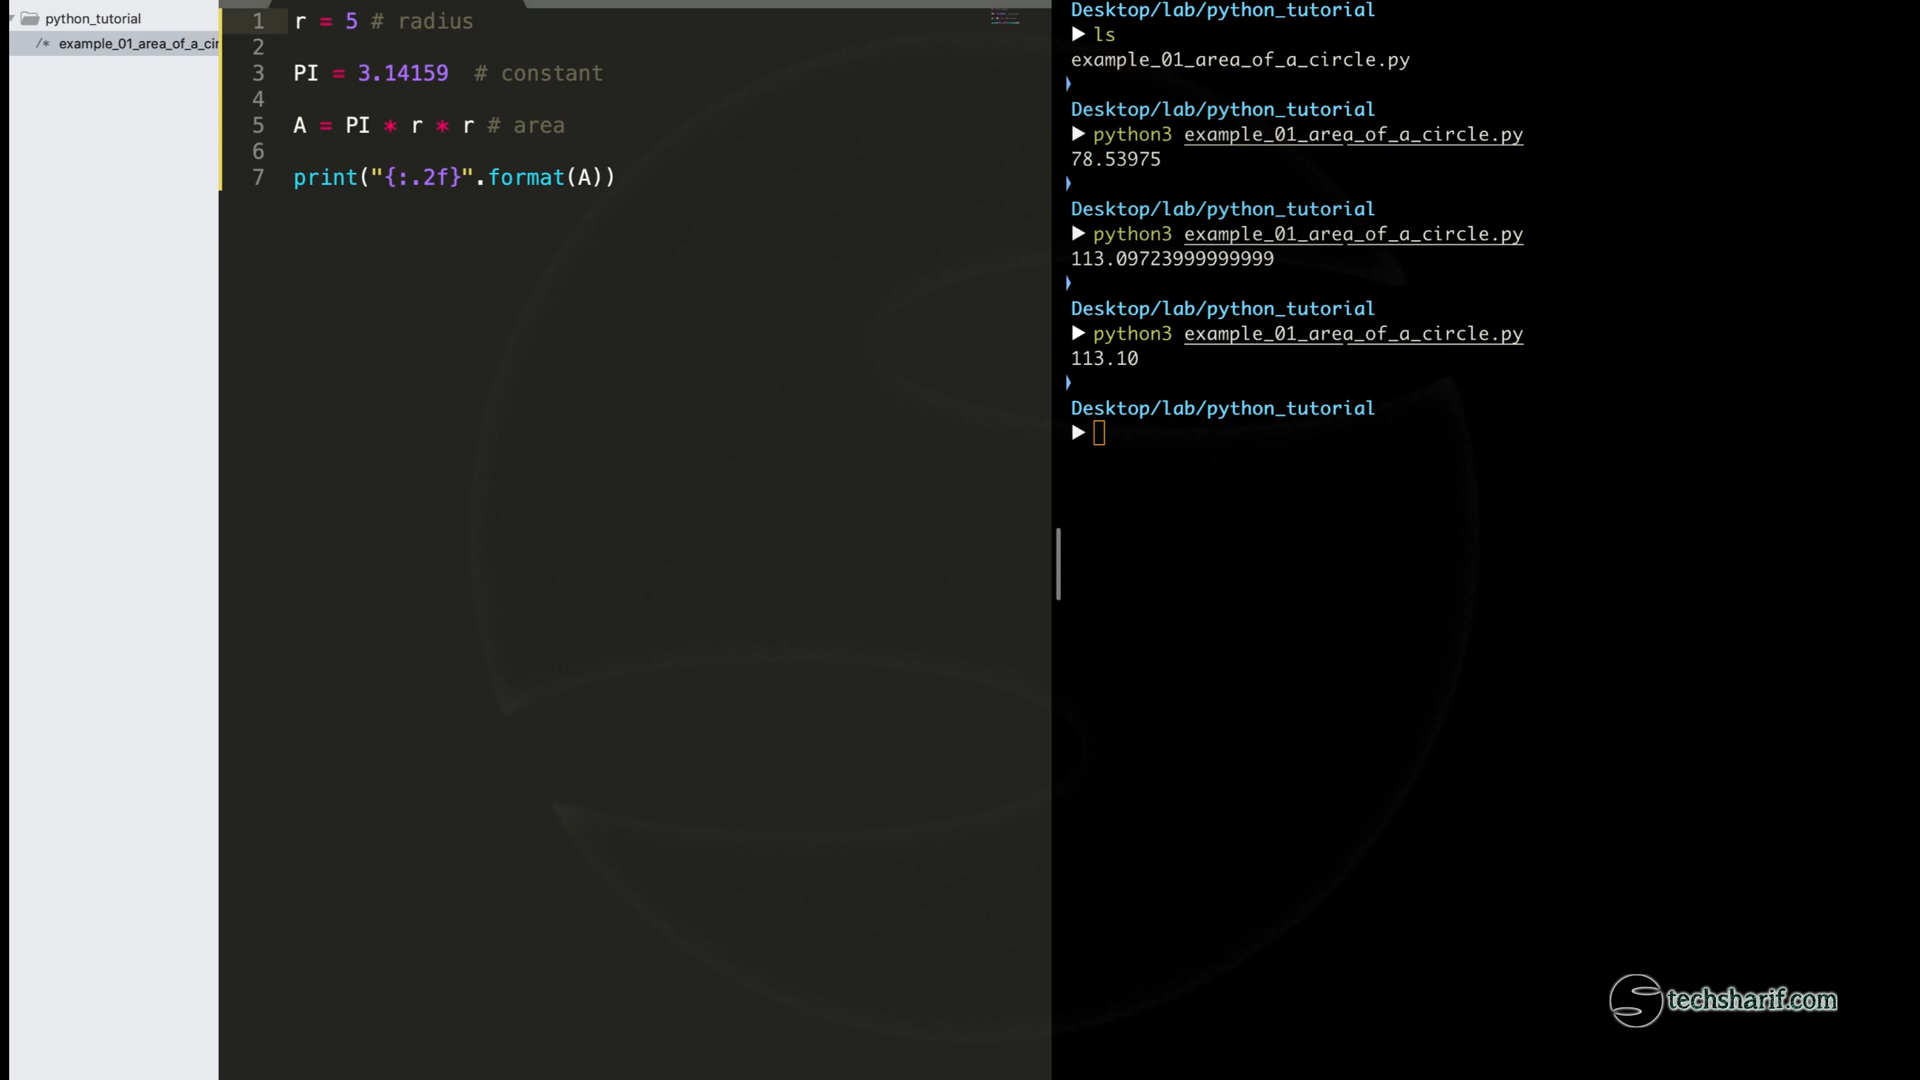 python_tutorial
/* example_01_area_of_a_cir
1 r = 5 # radius
2
3 PI = 3.14159  # constant
4
5 A = PI * r * r # area
6
7 print("{:.2f}".format(A))
Desktop/lab/python_tutorial
▶ ls
example_01_area_of_a_circle.py
Desktop/lab/python_tutorial
▶ python3 example_01_area_of_a_circle.py
78.53975
Desktop/lab/python_tutorial
▶ python3 example_01_area_of_a_circle.py
113.09723999999999
Desktop/lab/python_tutorial
▶ python3 example_01_area_of_a_circle.py
113.10
Desktop/lab/python_tutorial
▶
techsharif.com